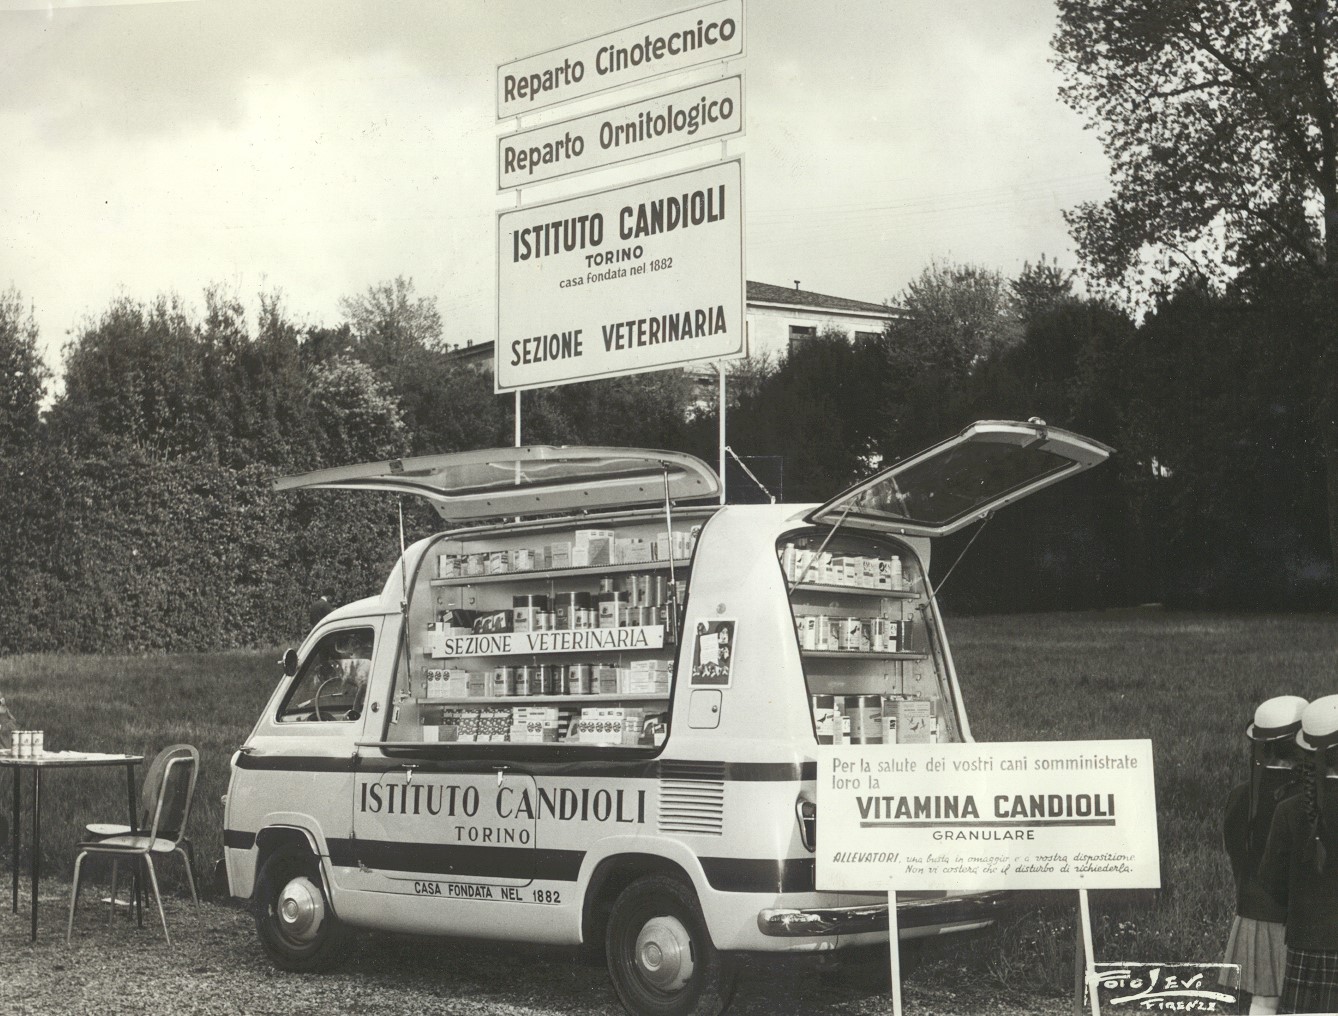 Reparto Cinotecnico
Reparto Ornitologico
ISTITUTO CANDIOLI
TORINO
casa fondata nel 1882
SEZIONE VETERINARIA
SEZIONE VETERINARIA
ISTITUTO CANDIOLI
TORINO
CASA FONDATA NEL 1882
Per la salute dei vostri cani somministrate
loro la
VITAMINA CANDIOLI
GRANULARE
ALLEVATORI, una busta in omaggio è a vostra disposizione.
Non vi costerà che il disturbo di richiederla.
FOTO LEVI
FIRENZE